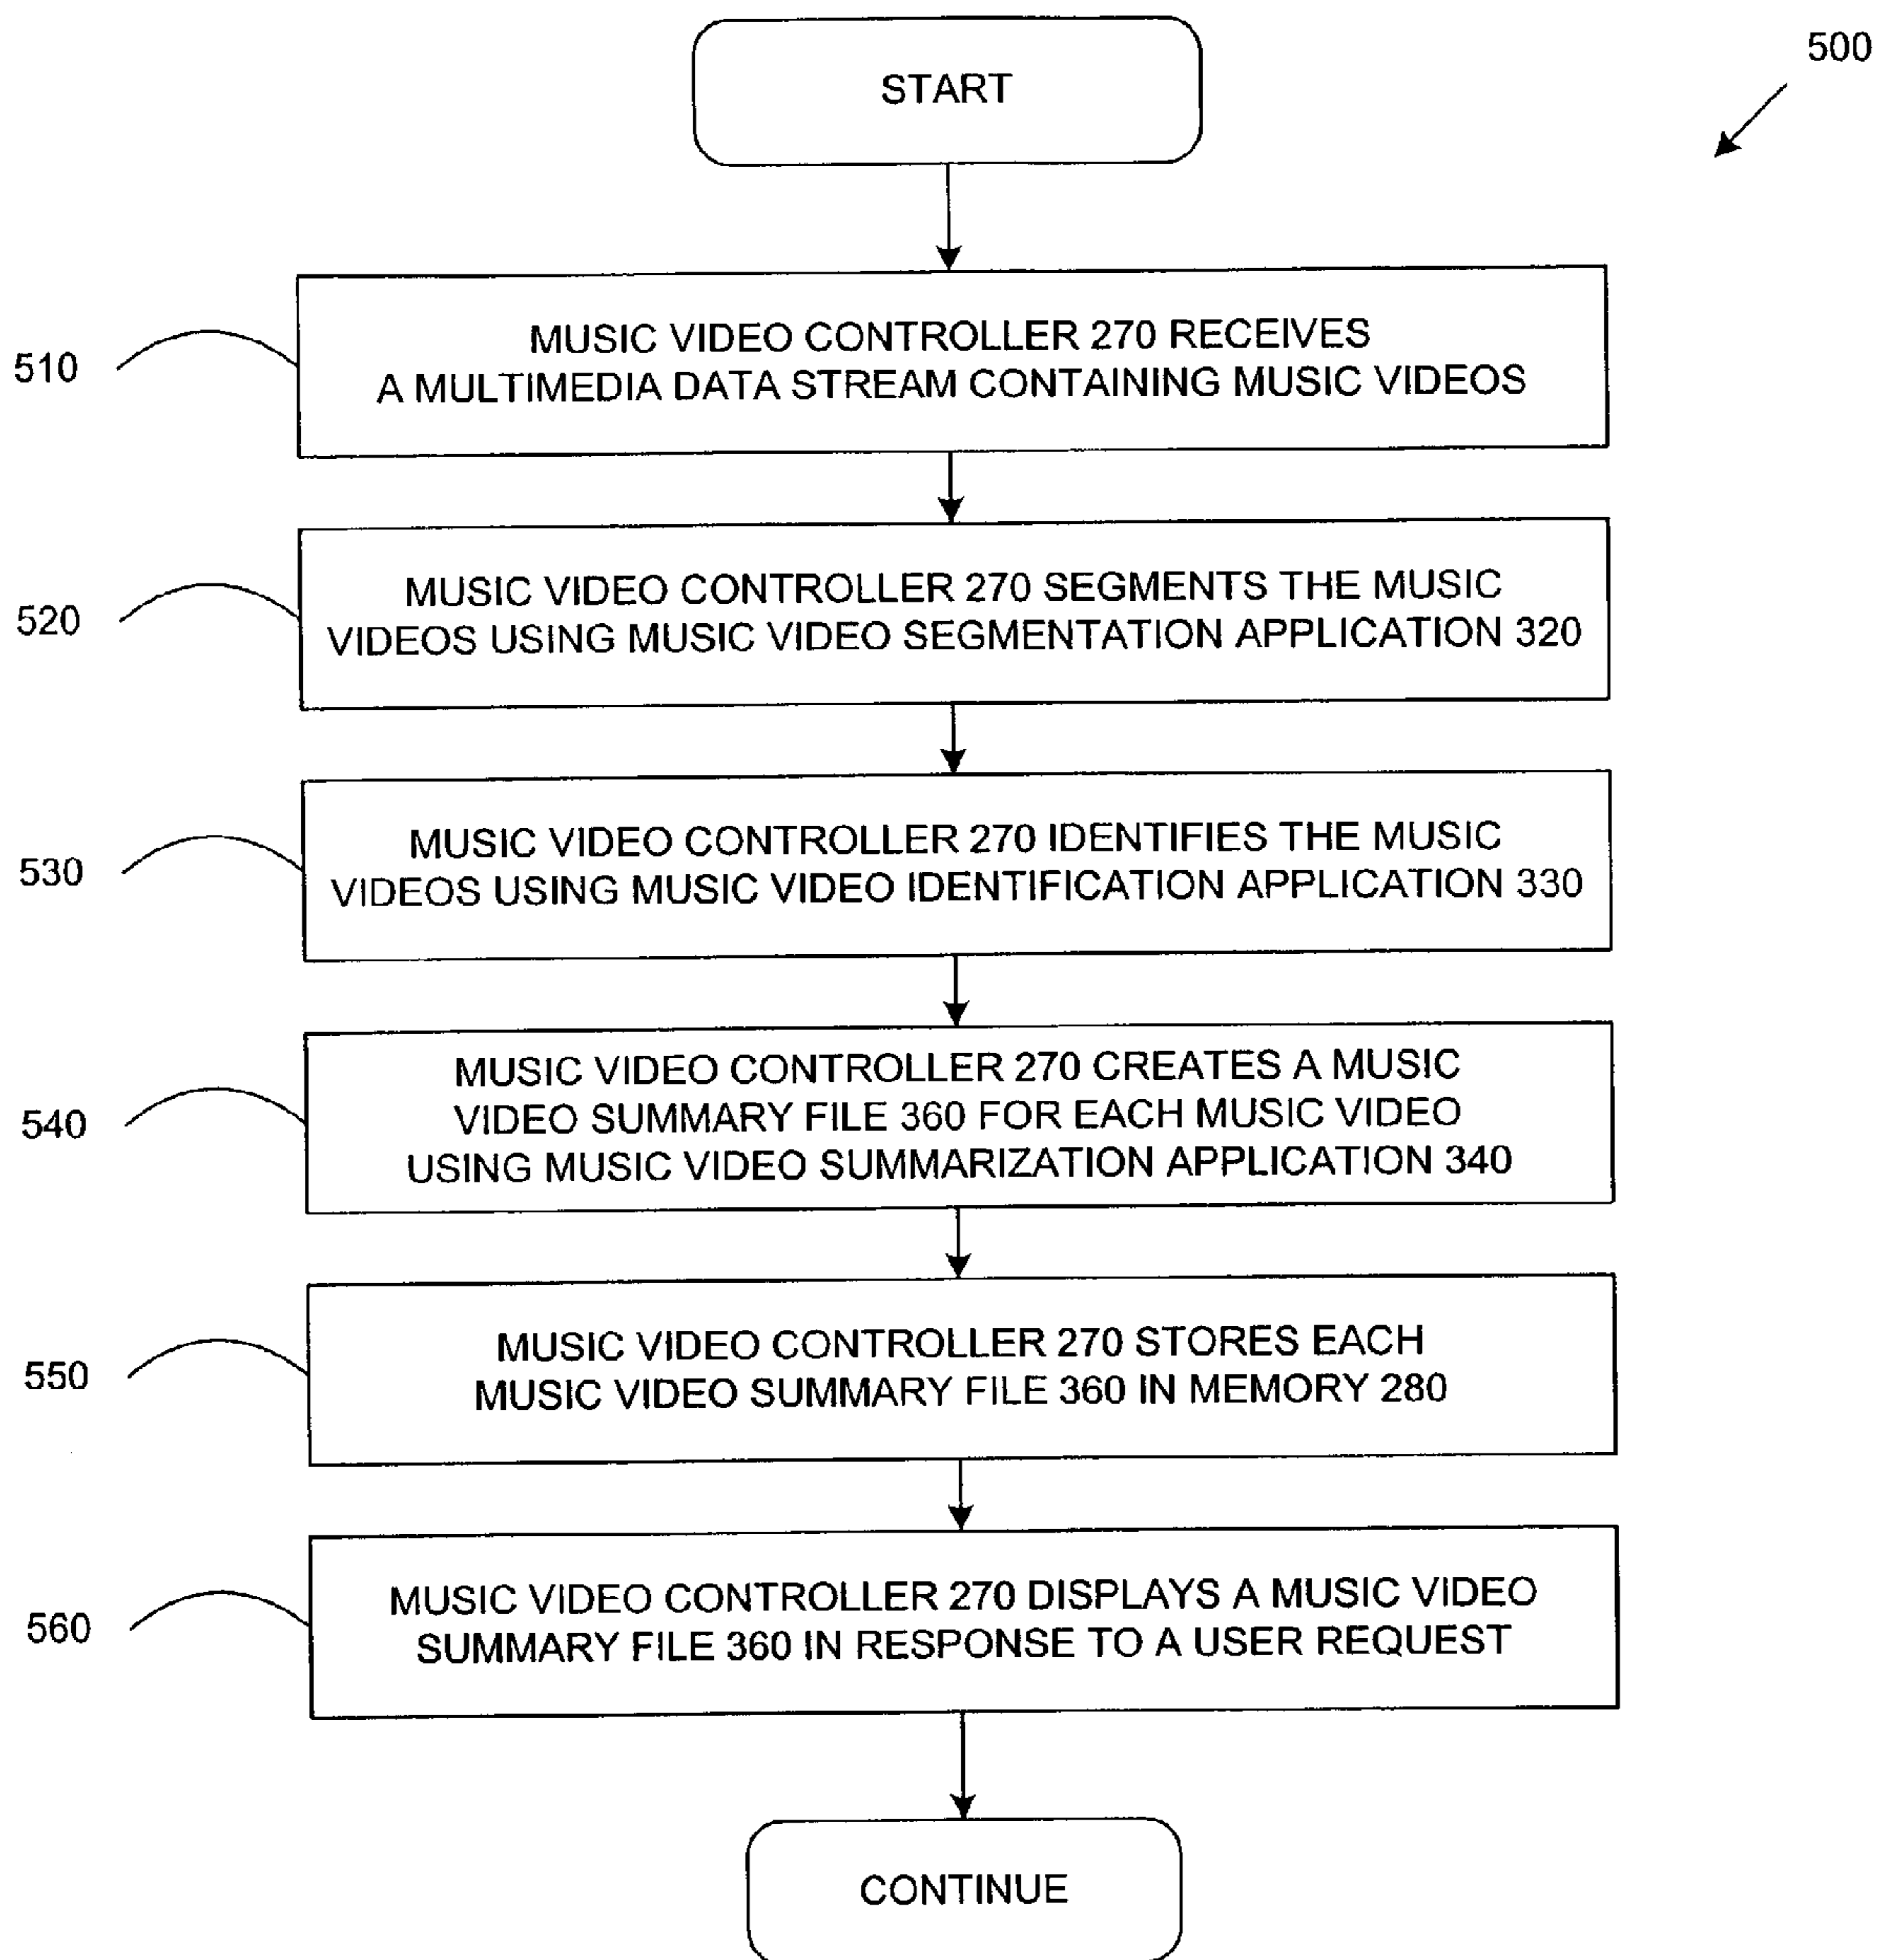 500
START
510
MUSIC VIDEO CONTROLLER 270 RECEIVES
A MULTIMEDIA DATA STREAM CONTAINING MUSIC VIDEOS
520
MUSIC VIDEO CONTROLLER 270 SEGMENTS THE MUSIC
VIDEOS USING MUSIC VIDEO SEGMENTATION APPLICATION 320
530
MUSIC VIDEO CONTROLLER 270 IDENTIFIES THE MUSIC
VIDEOS USING MUSIC VIDEO IDENTIFICATION APPLICATION 330
540
MUSIC VIDEO CONTROLLER 270 CREATES A MUSIC
VIDEO SUMMARY FILE 360 FOR EACH MUSIC VIDEO
USING MUSIC VIDEO SUMMARIZATION APPLICATION 340
550
MUSIC VIDEO CONTROLLER 270 STORES EACH
MUSIC VIDEO SUMMARY FILE 360 IN MEMORY 280
560
MUSIC VIDEO CONTROLLER 270 DISPLAYS A MUSIC VIDEO
SUMMARY FILE 360 IN RESPONSE TO A USER REQUEST
CONTINUE